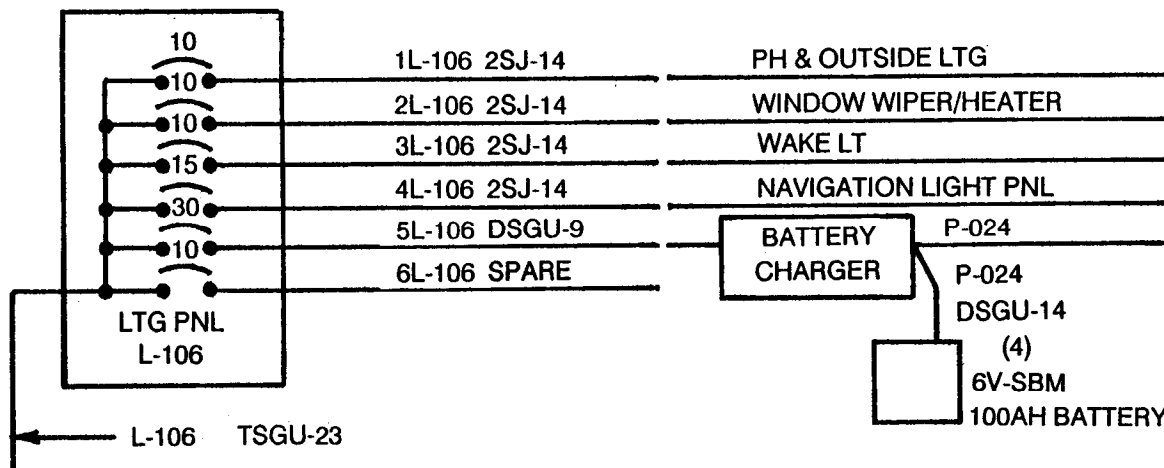 10
1L-106 2SJ-14 PH & OUTSIDE LTG
10
2L-106 2SJ-14 WINDOW WIPER/HEATER
10
3L-106 2SJ-14 WAKE LT
15
4L-106 2SJ-14 NAVIGATION LIGHT PNL
30
5L-106 DSGU-9 BATTERY CHARGER P-024
10
6L-106 SPARE
P-024
DSGU-14
(4)
6V-SBM
100AH BATTERY
LTG PNL
L-106
L-106 TSGU-23